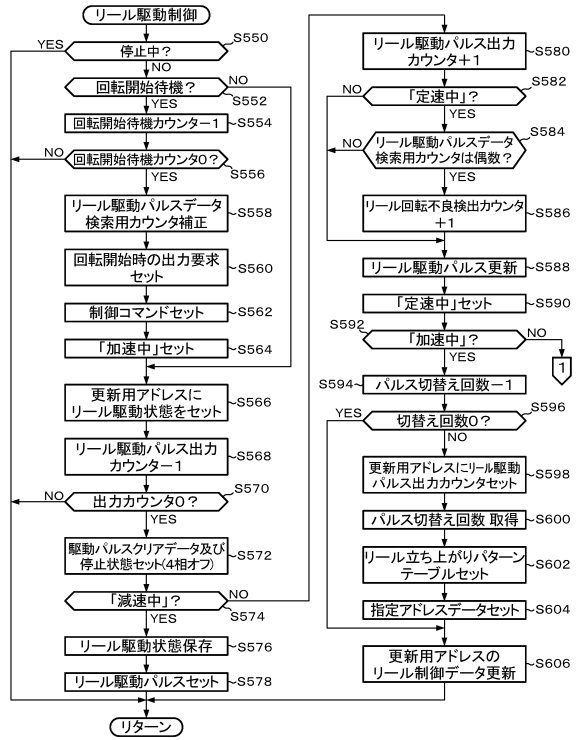 リール駆動制御
S550
YES
停止中？
NO
回転開始待機？
NO
S552
YES
回転開始待機カウンタ－1
S554
NO
回転開始待機カウンタ0？
S556
YES
リール駆動パルスデータ
検索用カウンタ補正
S558
回転開始時の出力要求
セット
S560
制御コマンドセット
S562
「加速中」セット
S564
更新用アドレスに
リール駆動状態をセット
S566
リール駆動パルス出力
カウンタ－1
S568
NO
出力カウンタ0？
S570
YES
駆動パルスクリアデータ及び
停止状態セット(4相オフ)
S572
「減速中」？
NO
S574
YES
リール駆動状態保存
S576
リール駆動パルスセット
S578
リターン
リール駆動パルス出力
カウンタ＋1
S580
S582
NO
「定速中」？
YES
S584
NO
リール駆動パルスデータ
検索用カウンタは偶数？
YES
リール回転不良検出カウンタ
＋1
S586
リール駆動パルス更新
S588
「定速中」セット
S590
S592
「加速中」？
NO
YES
1
S594
パルス切替え回数－1
YES
切替え回数0？
S596
NO
更新用アドレスにリール駆動
パルス出力カウンタセット
S598
パルス切替え回数 取得
S600
リール立ち上がりパターン
テーブルセット
S602
指定アドレスデータセット
S604
更新用アドレスの
リール制御データ更新
S606